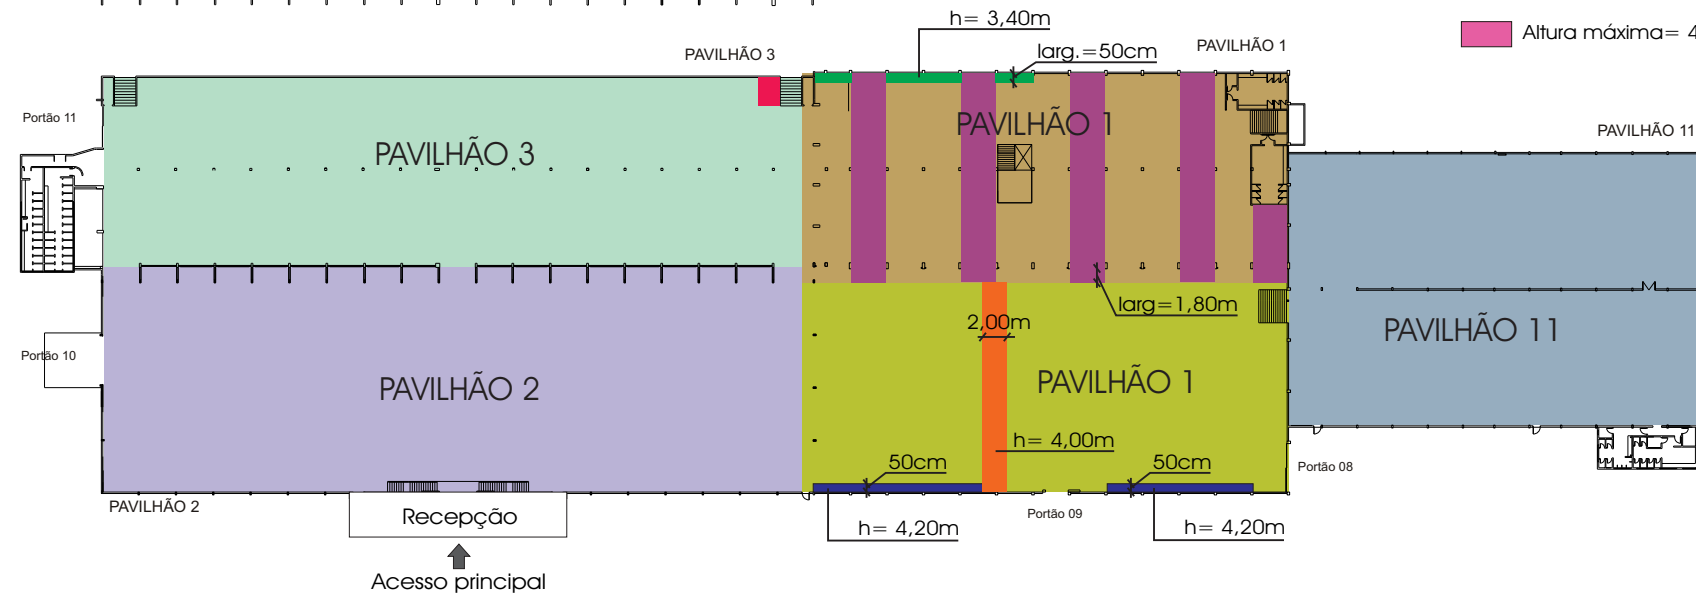 h= 3,40m
Altura máxima= 4
PAVILHÃO 3
larg.=50cm
PAVILHÃO 1
Portão 11
PAVILHÃO 3
PAVILHÃO 1
PAVILHÃO 11
larg=1,80m
2,00m
PAVILHÃO 11
Portão 10
PAVILHÃO 2
PAVILHÃO 1
h= 4,00m
50cm
50cm
Portão 08
PAVILHÃO 2
Recepção
Portão 09
h= 4,20m
h= 4,20m
Acesso principal